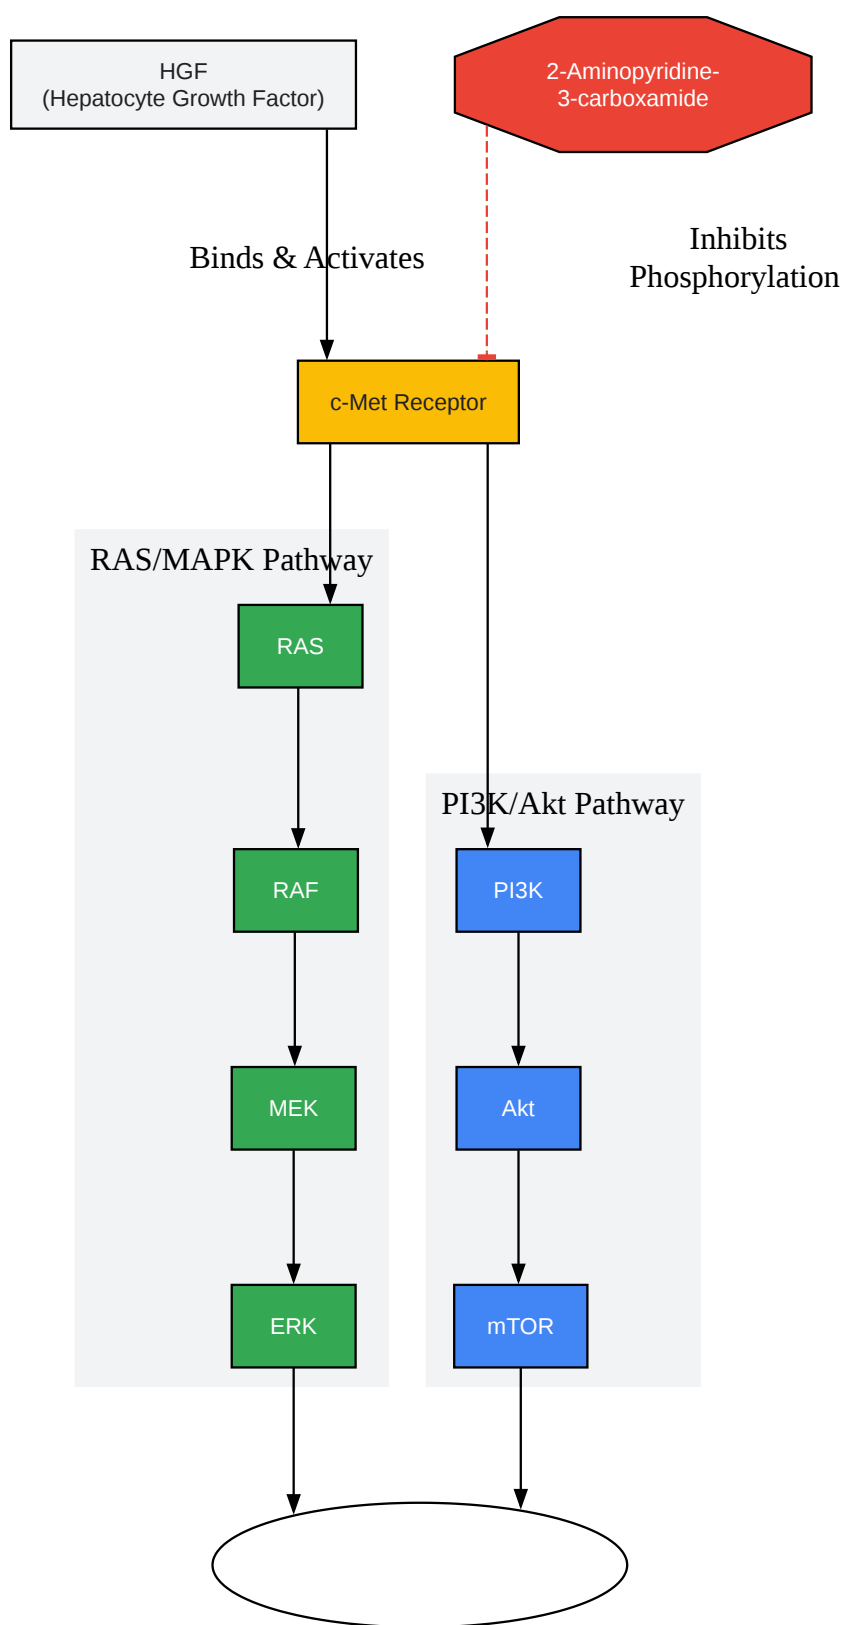 HGF
(Hepatocyte Growth Factor)
2-Aminopyridine-
3-carboxamide
Binds & Activates
Inhibits
Phosphorylation
c-Met Receptor
RAS/MAPK Pathway
RAS
PI3K/Akt Pathway
RAF
PI3K
MEK
Akt
ERK
mTOR